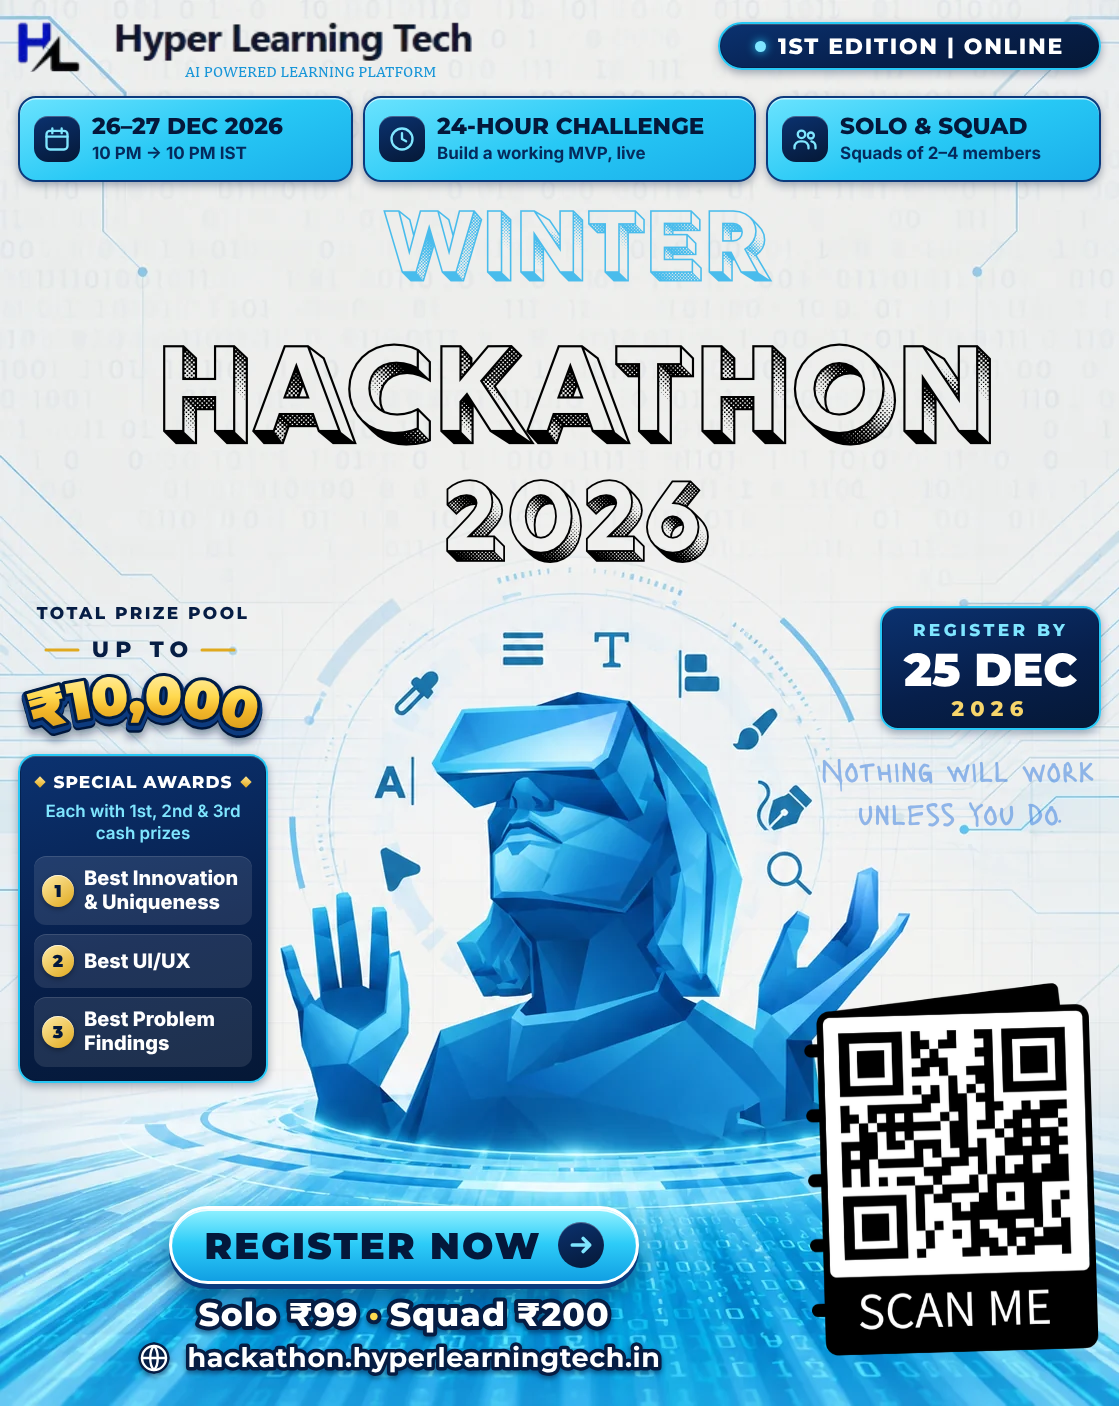 HL Hyper Learning Tech
AI POWERED LEARNING PLATFORM
1ST EDITION | ONLINE
26–27 DEC 2026
10 PM → 10 PM IST
24-HOUR CHALLENGE
Build a working MVP, live
SOLO & SQUAD
Squads of 2–4 members
WINTER
HACKATHON
2026
TOTAL PRIZE POOL
UP TO
₹10,000
SPECIAL AWARDS
Each with 1st, 2nd & 3rd
cash prizes
1 Best Innovation
& Uniqueness
2 Best UI/UX
3 Best Problem
Findings
T
A
REGISTER BY
25 DEC
2026
NOTHING WILL WORK
UNLESS YOU DO.
REGISTER NOW →
Solo ₹99 • Squad ₹200
hackathon.hyperlearningtech.in
SCAN ME